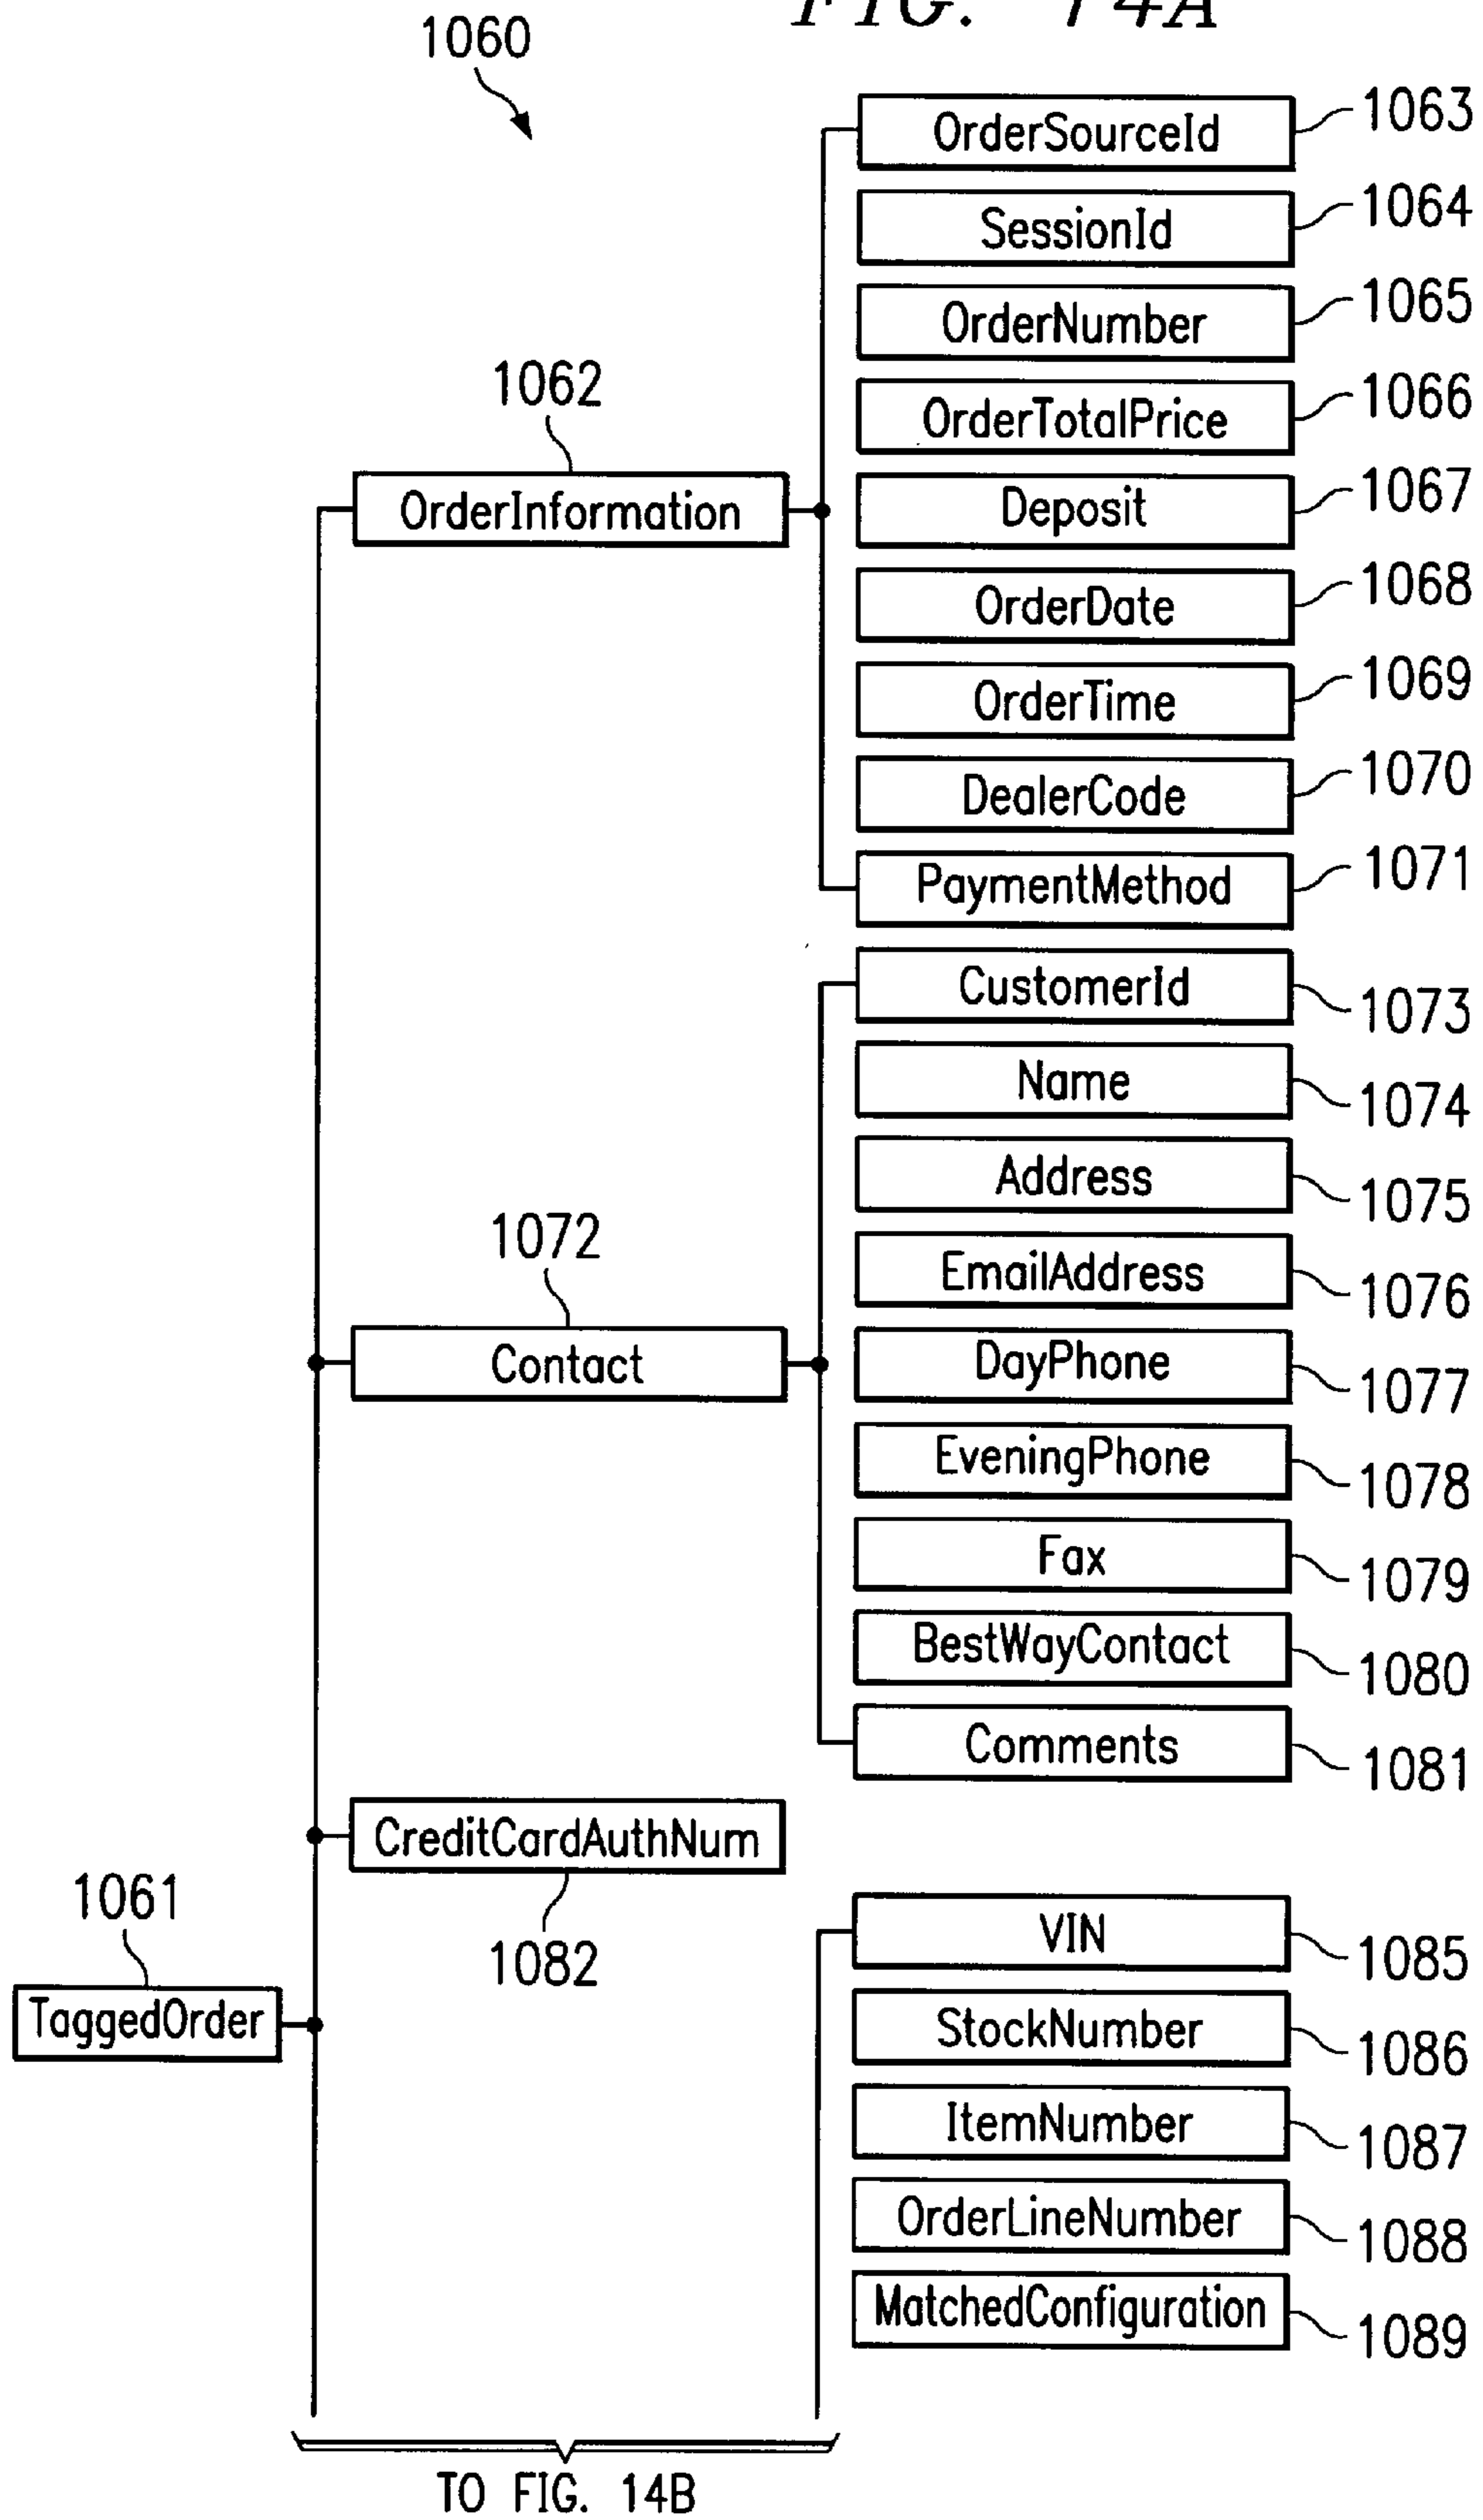 FIG. 14A
1060
OrderSourceId 1063
SessionId 1064
OrderNumber 1065
1062
OrderTotalPrice 1066
OrderInformation
Deposit 1067
OrderDate 1068
OrderTime 1069
DealerCode 1070
PaymentMethod 1071
CustomerId 1073
Name 1074
Address 1075
1072
EmailAddress 1076
Contact
DayPhone 1077
EveningPhone 1078
Fax 1079
BestWayContact 1080
Comments 1081
CreditCardAuthNum
1061
1082
VIN 1085
TaggedOrder
StockNumber 1086
ItemNumber 1087
OrderLineNumber 1088
MatchedConfiguration 1089
TO FIG. 14B